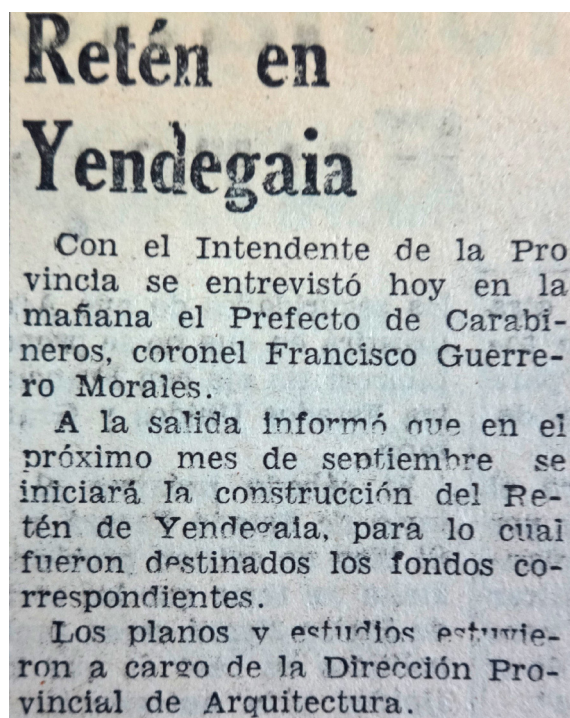 Retén en
Yendegaia
Con el Intendente de la Pro
vincia se entrevistó hoy en la
mañana el Prefecto de Carabi-
neros, coronel Francisco Guerre-
ro Morales.
A la salida informó que en el
próximo mes de septiembre se
iniciará la construcción del Re-
tén de Yendegaia, para lo cual
fueron destinados los fondos co-
rrespondientes.
Los planos y estudios estuvie-
ron a cargo de la Dirección Pro-
vincial de Arquitectura.